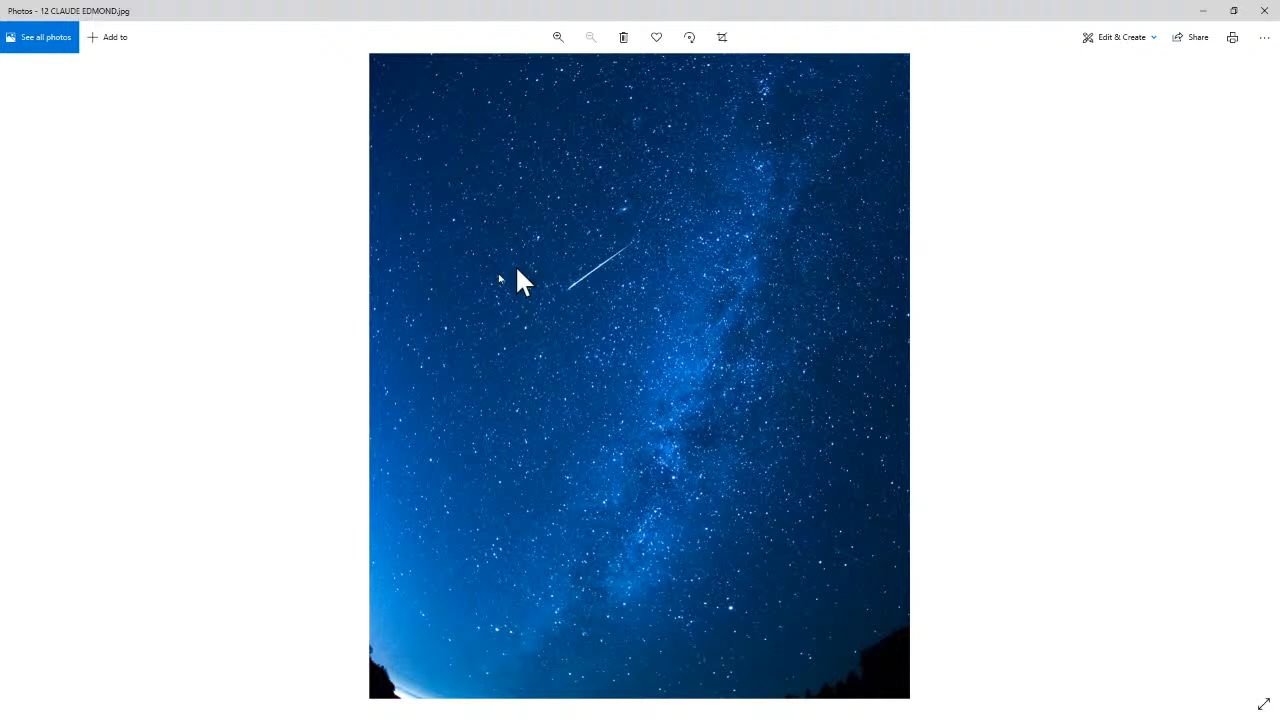 Photos - 12 CLAUDE EDMOND.jpg
See all photos
Add to
Edit & Create
Share